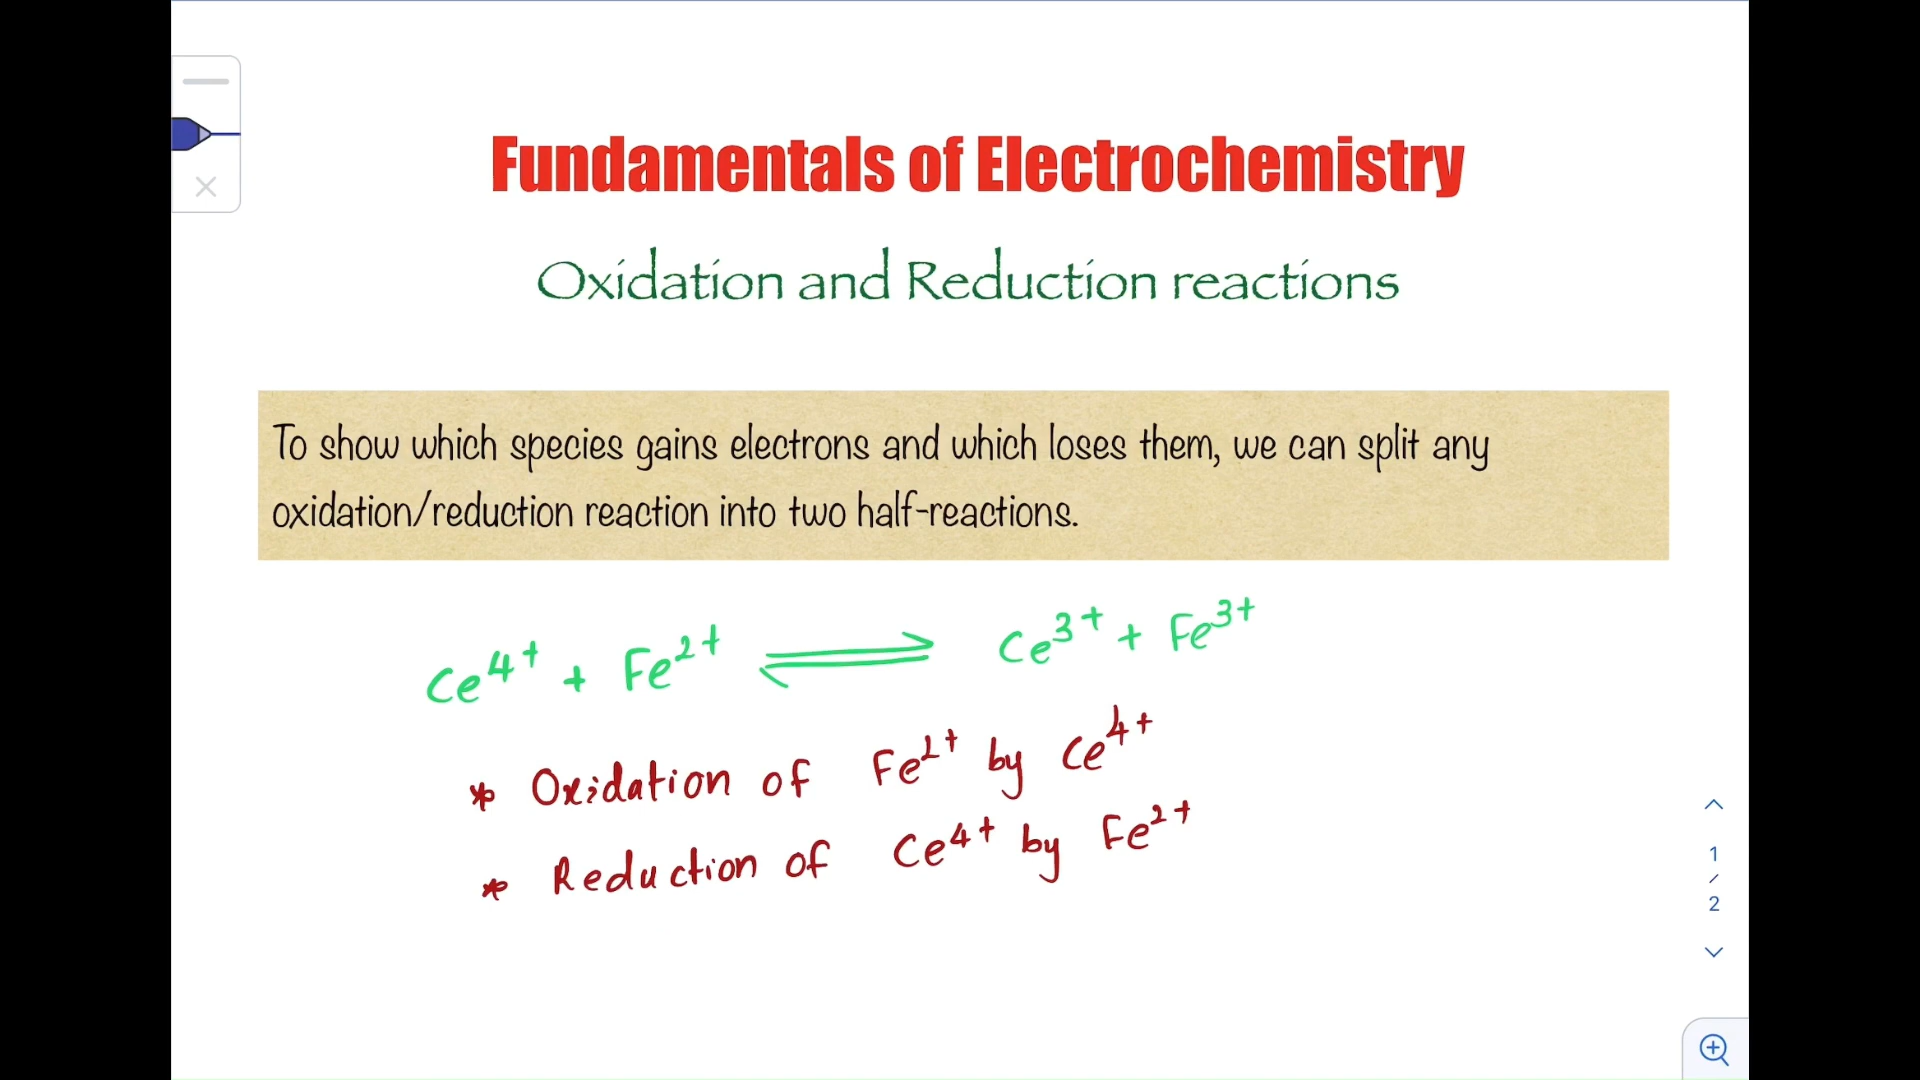 Fundamentals of Electrochemistry
Oxidation and Reduction reactions
To show which species gains electrons and which loses them, we can split any
oxidation/reduction reaction into two half-reactions.
Ce⁴⁺ + Fe²⁺ ⇌ Ce³⁺ + Fe³⁺
* Oxidation of Fe²⁺ by Ce⁴⁺
* Reduction of Ce⁴⁺ by Fe²⁺
1
/
2